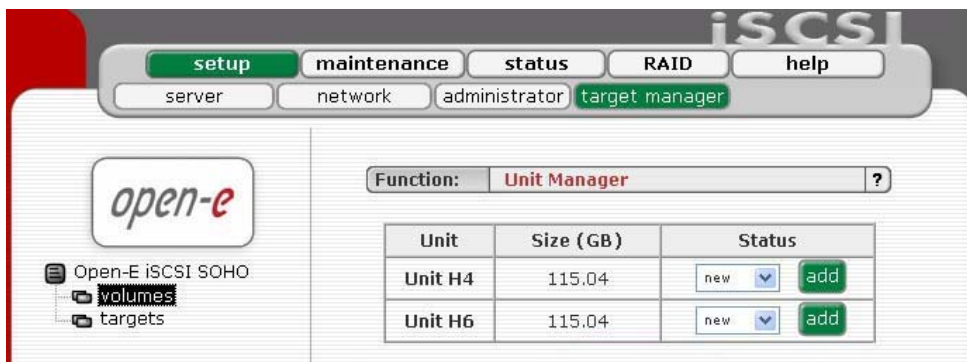 iSCSI
setup maintenance status RAID help
server network administrator target manager
open-e
Function: Unit Manager ?
Open-E iSCSI SOHO
volumes
targets
Unit Size (GB) Status
Unit H4 115.04 new add
Unit H6 115.04 new add